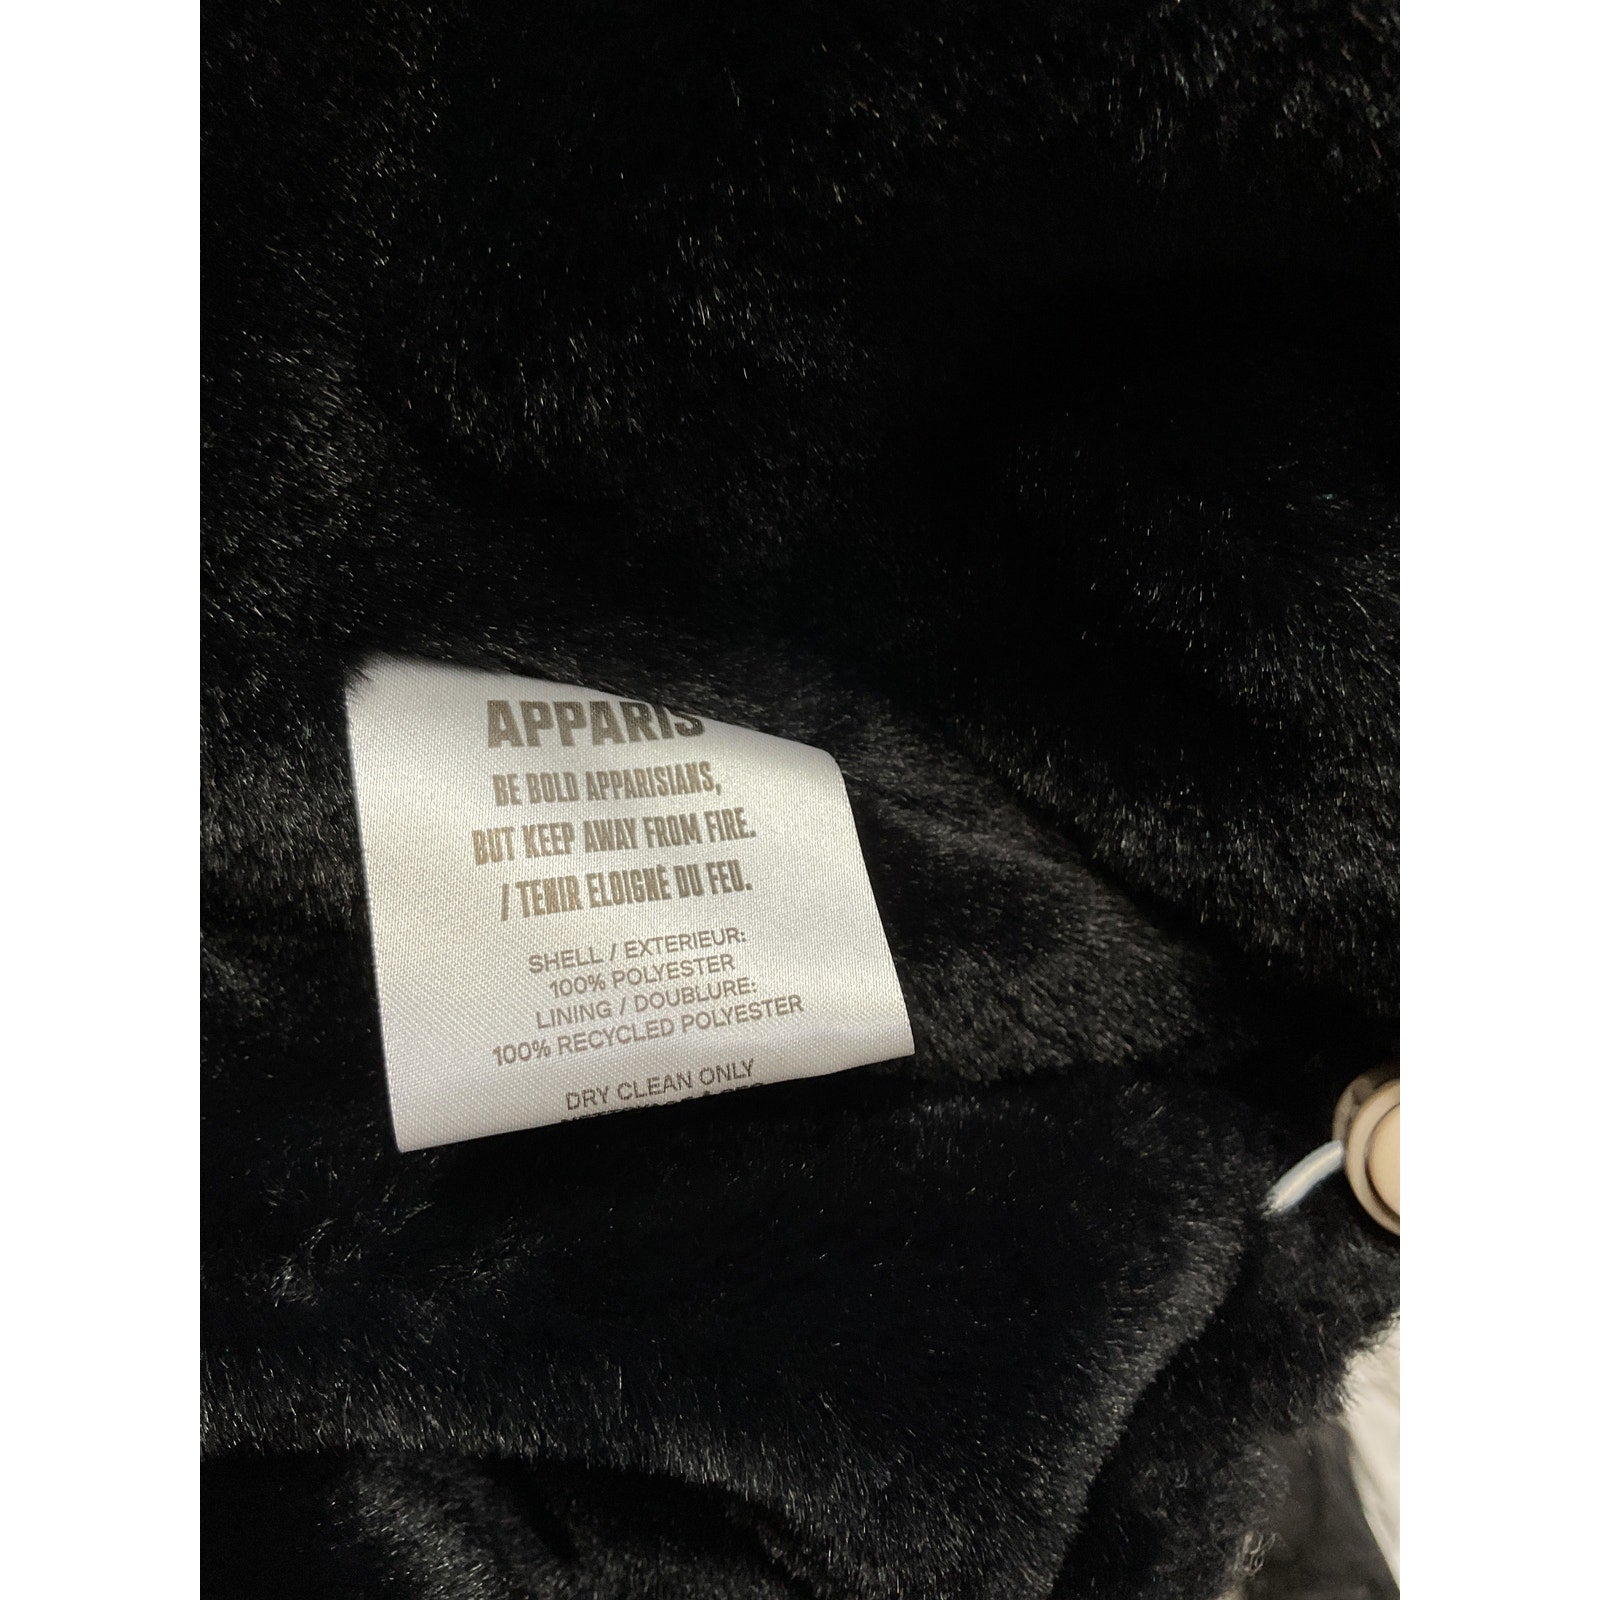 APPARIS
BE BOLD APPARISIANS,
BUT KEEP AWAY FROM FIRE.
/ TENIR ELOIGNÉ DU FEU.
SHELL / EXTERIEUR:
100% POLYESTER
LINING / DOUBLURE:
100% RECYCLED POLYESTER
DRY CLEAN ONLY